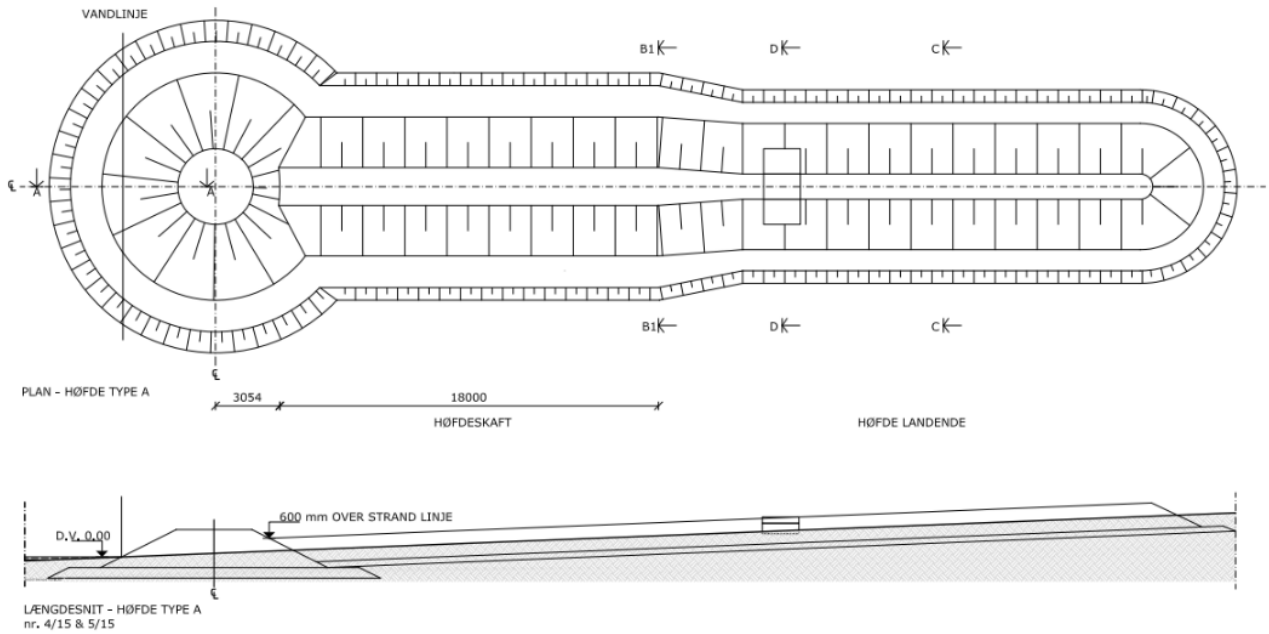 VANDLINJE
B1
D
C
℄
A
A
B1
D
C
℄
PLAN - HØFDE TYPE A
3054
18000
HØFDESKAFT
HØFDE LANDENDE
600 mm OVER STRAND LINJE
D.V. 0.00
℄
LÆNGDESNIT - HØFDE TYPE A
nr. 4/15 & 5/15